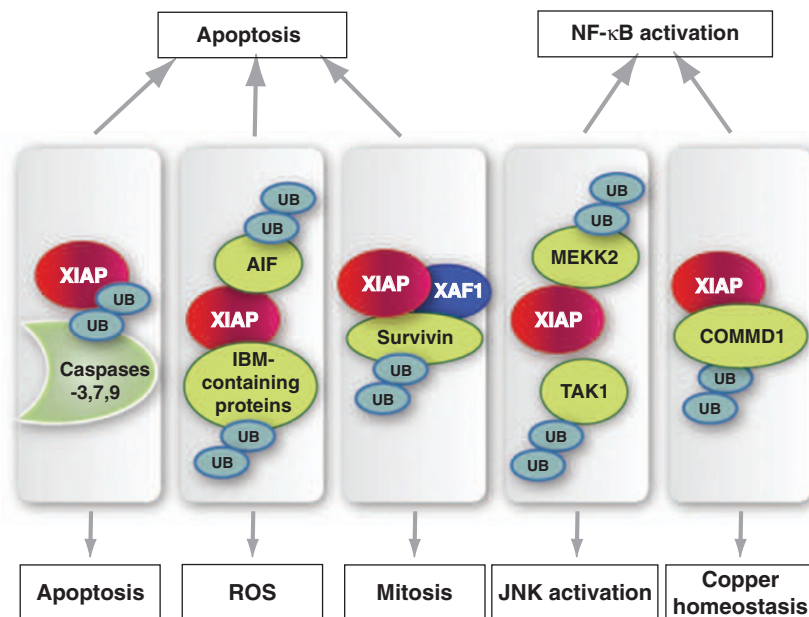 Apoptosis
NF-κB activation
XIAP
UB
UB
Caspases
-3,7,9
UB
UB
AIF
XIAP
IBM-
containing
proteins
UB
UB
XIAP
XAF1
Survivin
UB
UB
UB
UB
MEKK2
XIAP
TAK1
UB
UB
XIAP
COMMD1
UB
UB
Apoptosis
ROS
Mitosis
JNK activation
Copper
homeostasis